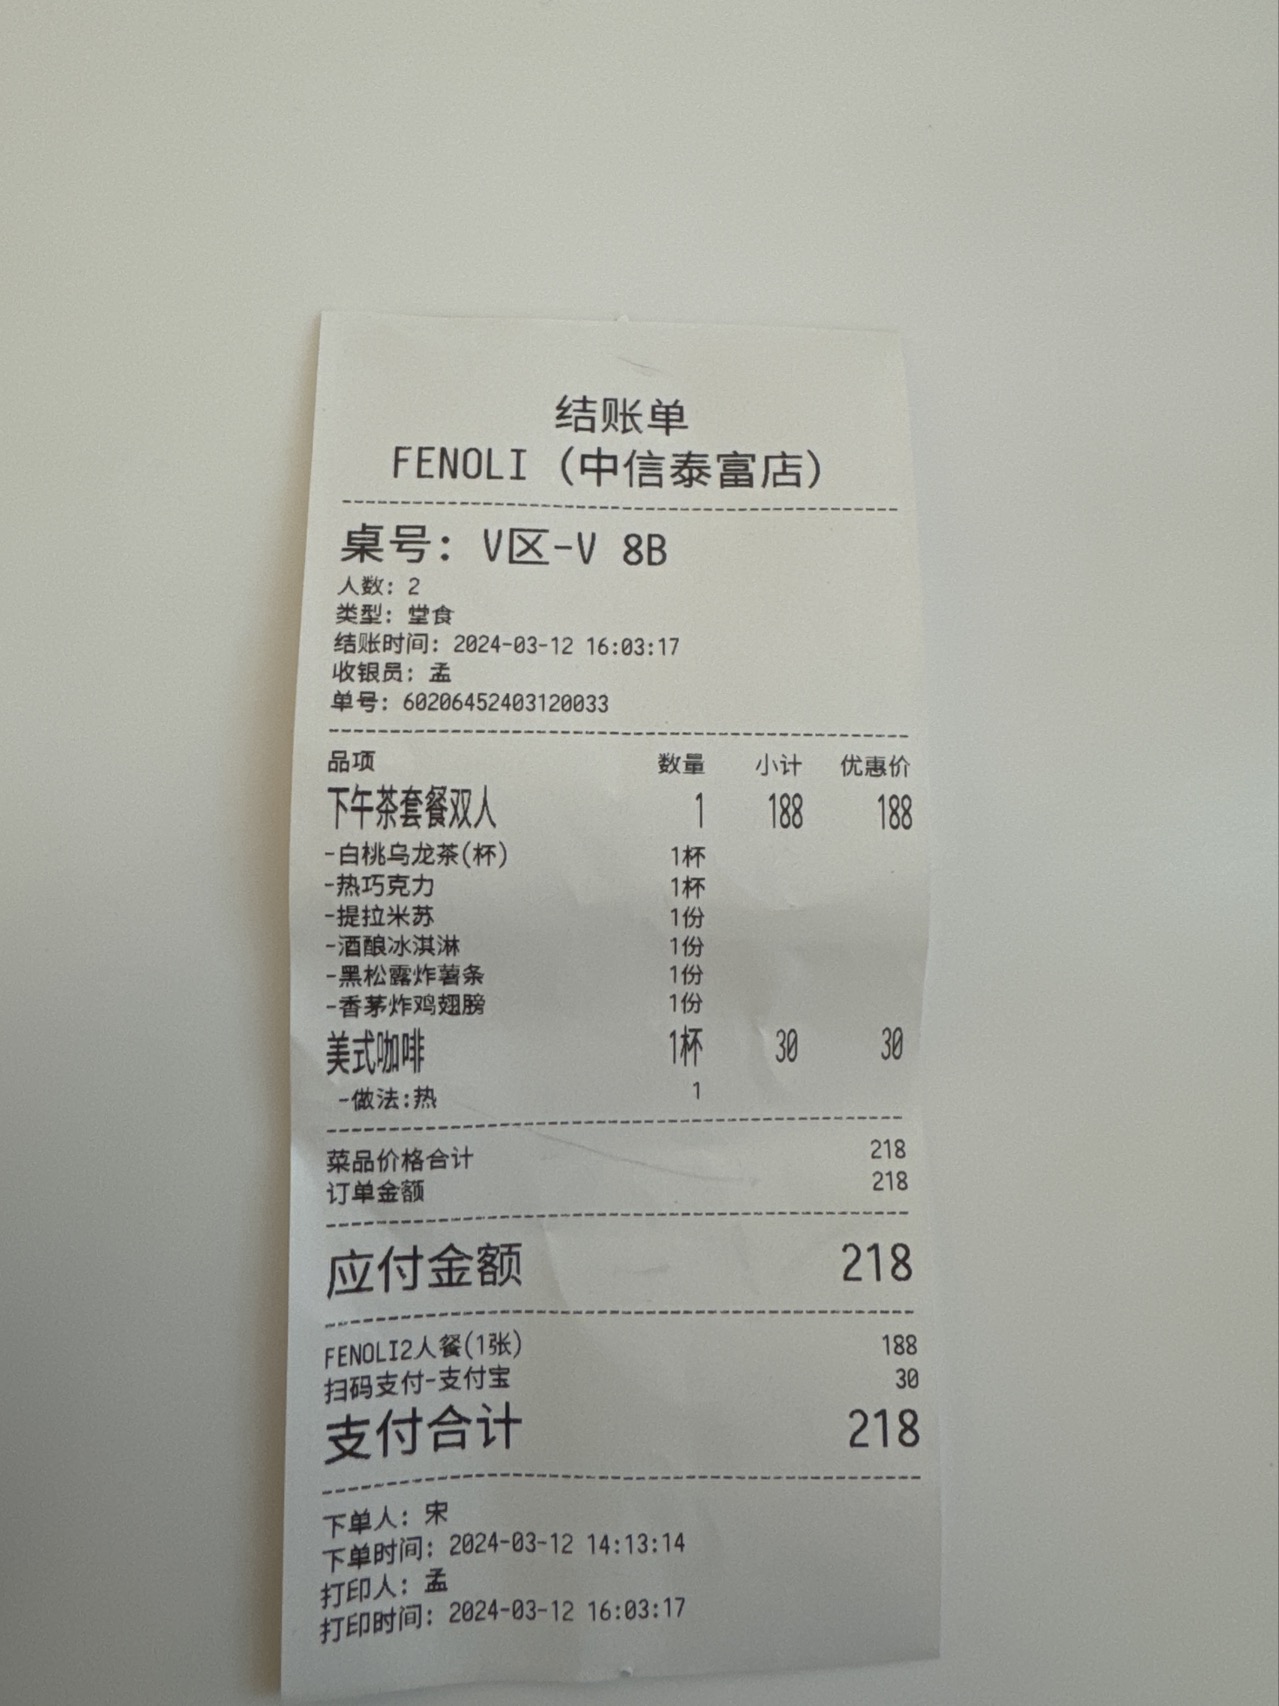 结账单
FENOLI (中信泰富店)
桌号: V区-V 8B
人数: 2
类型: 堂食
结账时间: 2024-03-12 16:03:17
收银员: 孟
单号: 60206452403120033
品项 数量 小计 优惠价
下午茶套餐双人 1 188 188
-白桃乌龙茶(杯) 1杯
-热巧克力 1杯
-提拉米苏 1份
-酒酿冰淇淋 1份
-黑松露炸薯条 1份
-香茅炸鸡翅膀 1份
美式咖啡 1杯 30 30
-做法:热 1
菜品价格合计 218
订单金额 218
应付金额 218
FENOLI2人餐(1张) 188
扫码支付-支付宝 30
支付合计 218
下单人: 宋
下单时间: 2024-03-12 14:13:14
打印人: 孟
打印时间: 2024-03-12 16:03:17